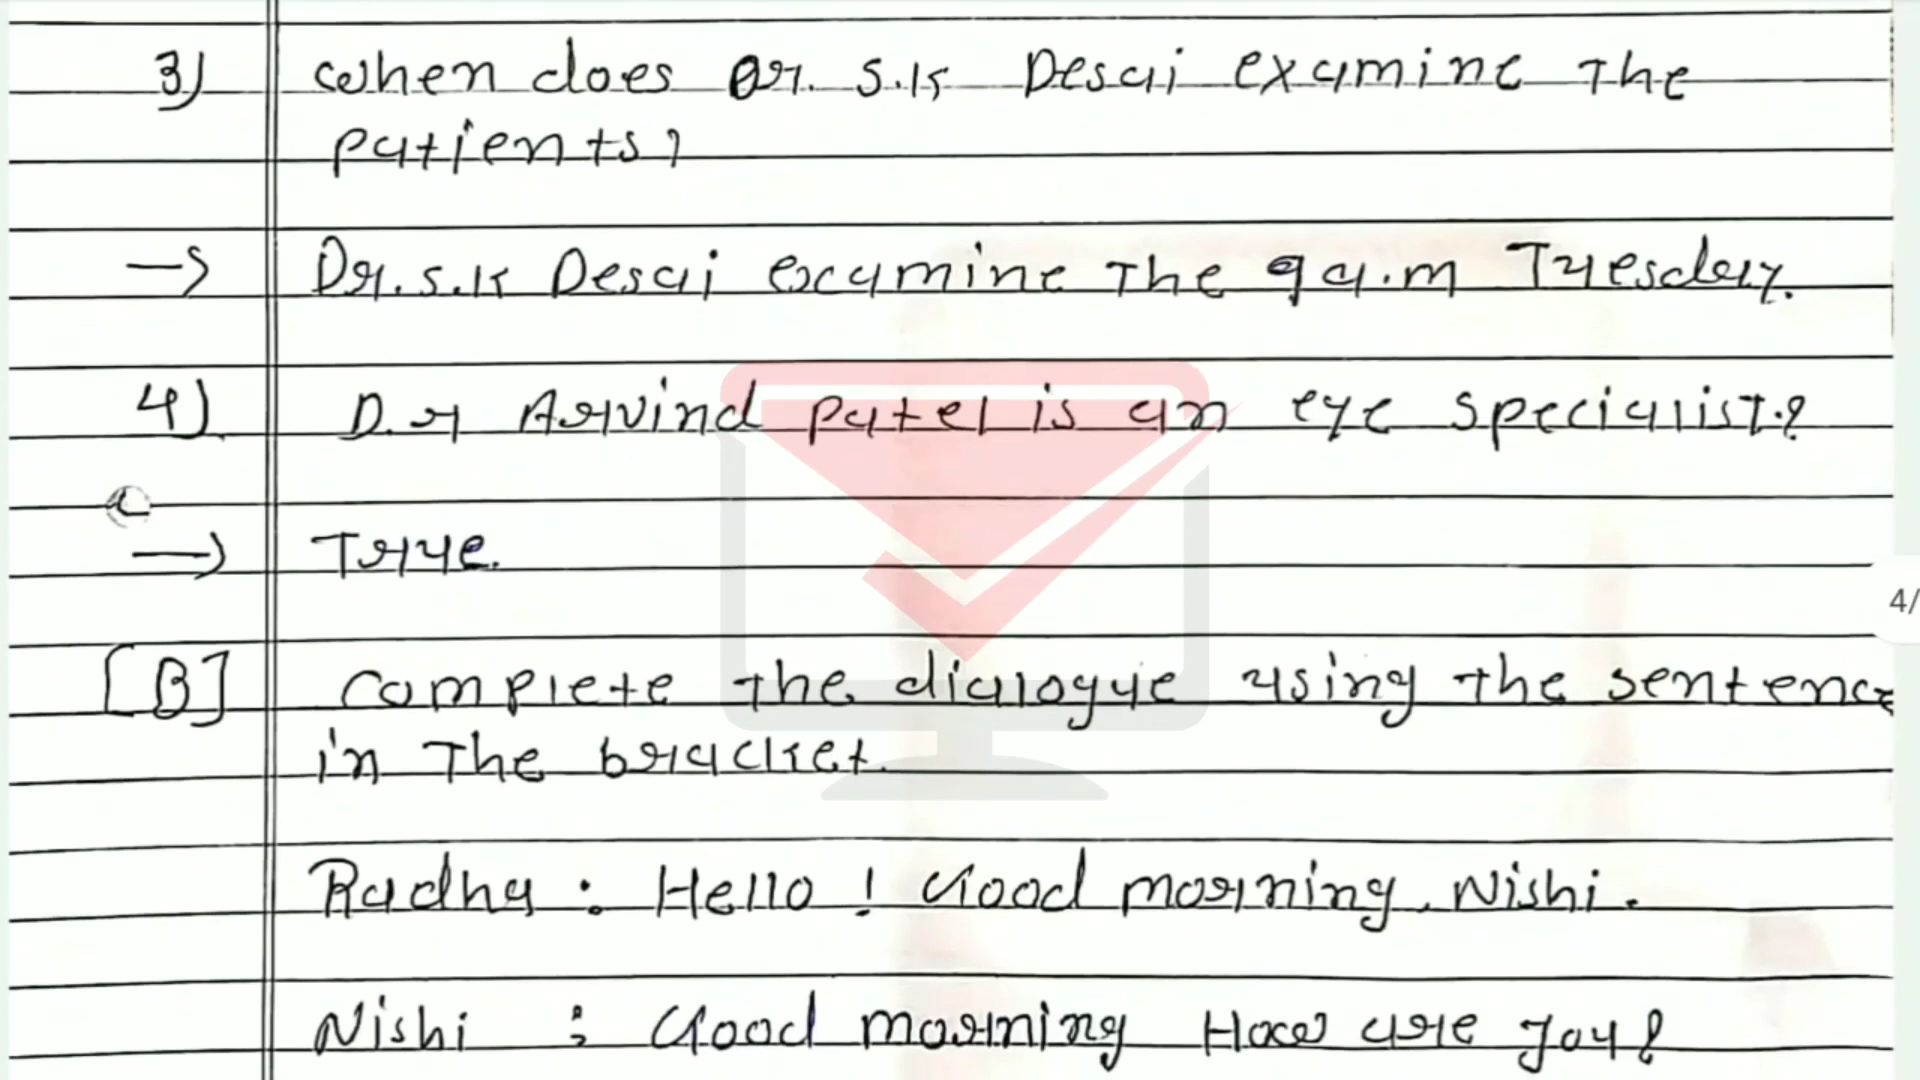 3) When does Dr. S.K Desai examine The
patients?
→ Dr. S.K Desai examine The 9 a.m Tuesday.
4) D.r Arvind patel is an eye specialist.?
→ True.
[B] complete the dialogue using the sentence
in The bracket.
Radha : Hello ! Good morning, Nishi.
Nishi : Good morning How are you?
4/